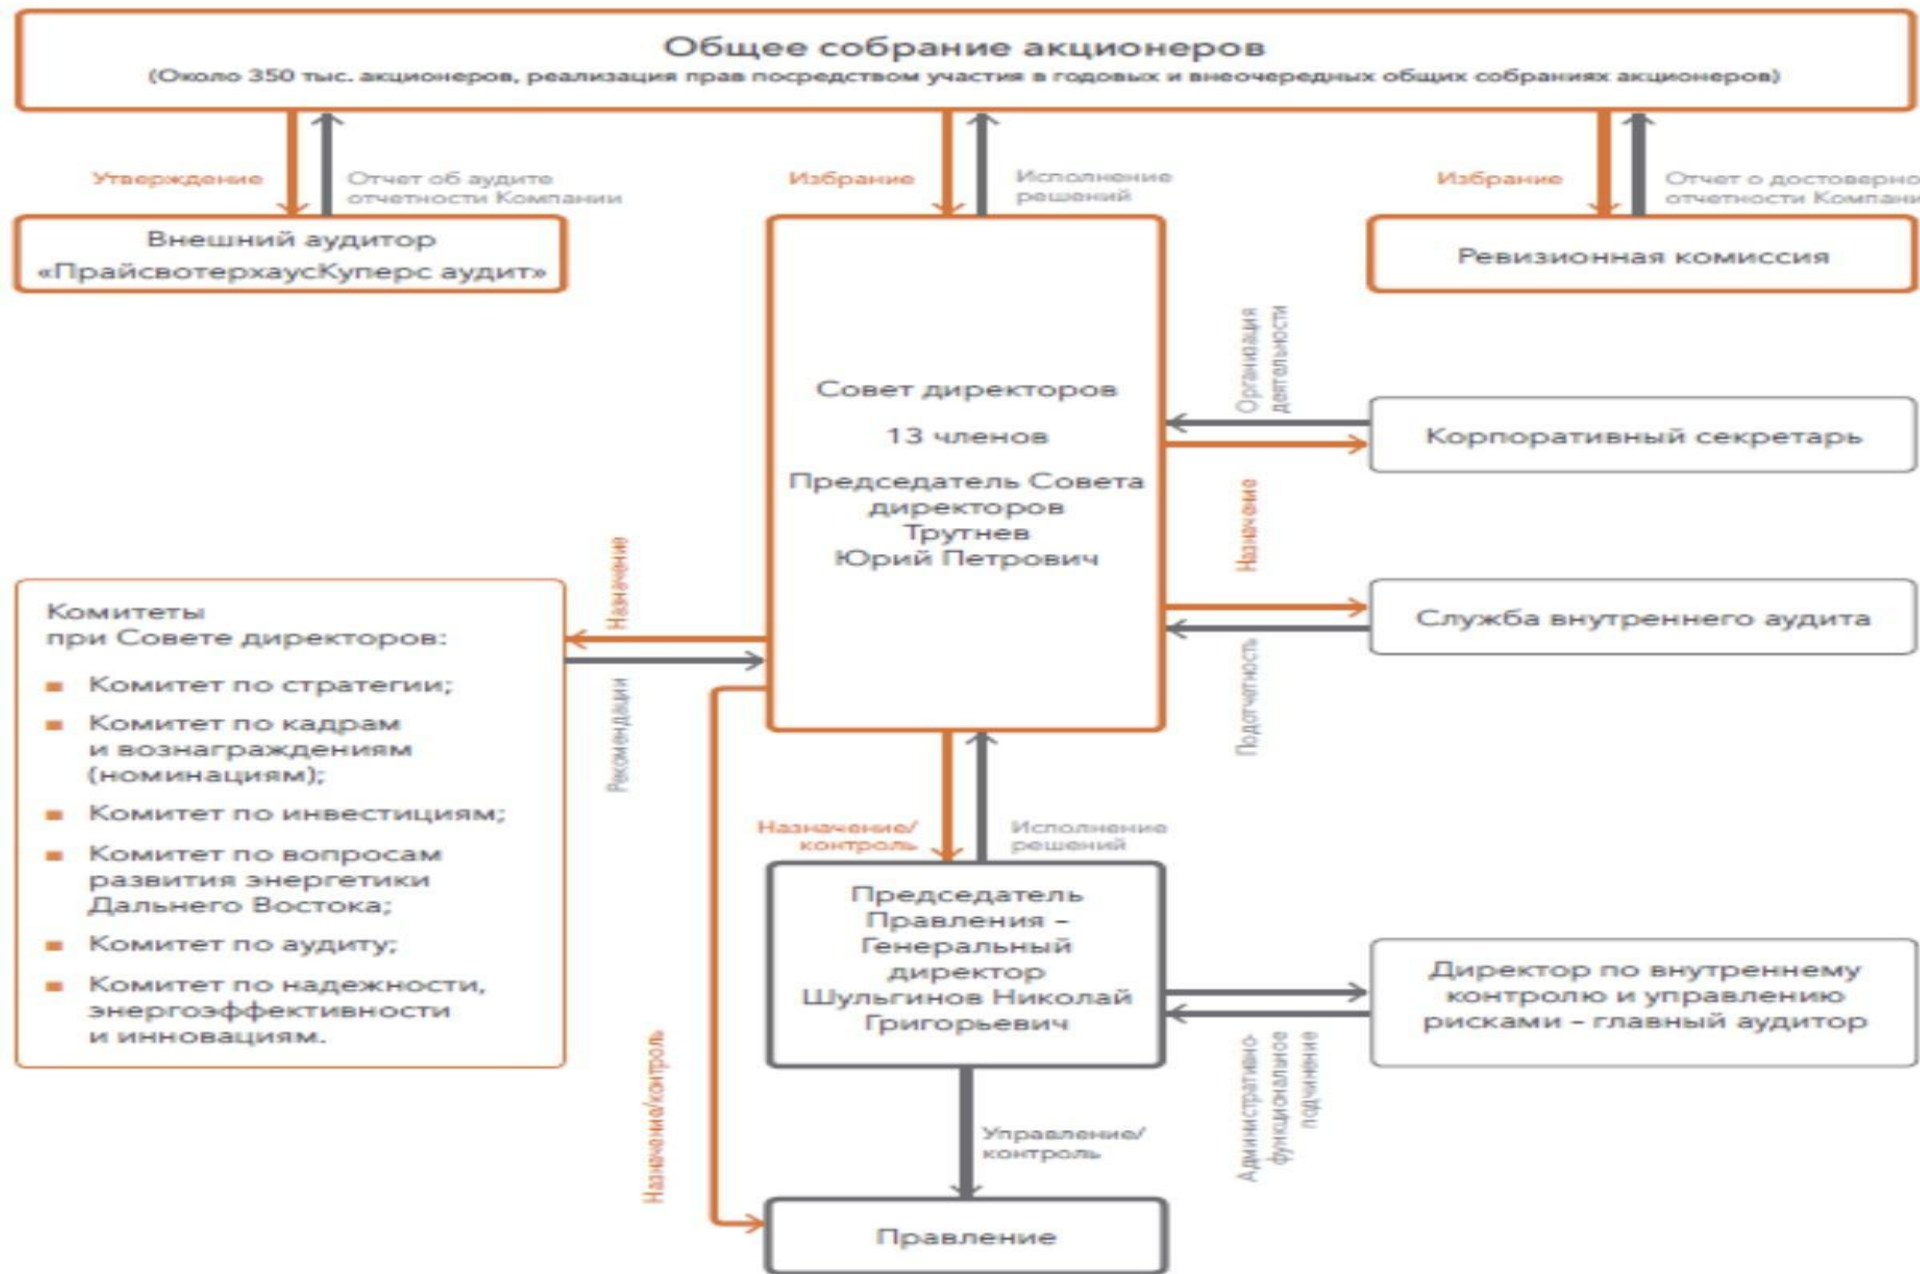 Общее собрание акционеров
(Около 350 тыс. акционеров, реализация прав посредством участия в годовых и внеочередных общих собраниях акционеров)
Утверждение
Отчет об аудите
отчетности Компании
Избрание
Исполнение
решений
Избрание
Отчет о достоверно
отчетности Компани
Внешний аудитор
«ПрайсвотерхаусКуперс аудит»
Ревизионная комиссия
Совет директоров
13 членов
Председатель Совета
директоров
Трутнев
Юрий Петрович
Организация
деятельности
Корпоративный секретарь
Назначение
Служба внутреннего аудита
Подотчетность
Назначение
Рекомендации
Комитеты
при Совете директоров:
Комитет по стратегии;
Комитет по кадрам
и вознаграждениям
(номинациям);
Комитет по инвестициям;
Комитет по вопросам
развития энергетики
Дальнего Востока;
Комитет по аудиту;
Комитет по надежности,
энергоэффективности
и инновациям.
Назначение/
контроль
Исполнение
решений
Председатель
Правления –
Генеральный
директор
Шульгинов Николай
Григорьевич
Директор по внутреннему
контролю и управлению
рисками – главный аудитор
Административно-
функциональное
подчинение
Назначение/контроль
Управление/
контроль
Правление